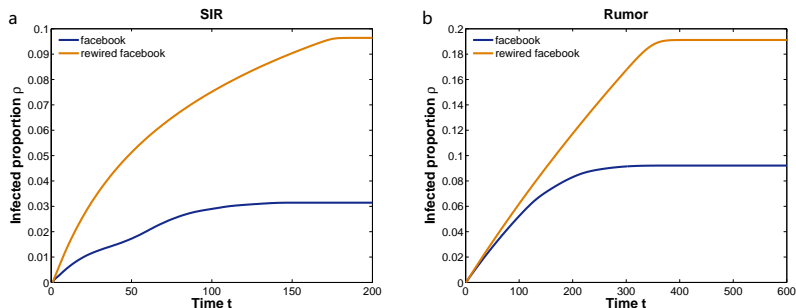 a
SIR
0.1
0.09
0.08
0.07
0.06
0.05
0.04
0.03
0.02
0.01
0
0
50
100
150
200
Infected proportion ρ
Time t
facebook
rewired facebook
b
Rumor
0.2
0.18
0.16
0.14
0.12
0.1
0.08
0.06
0.04
0.02
0
0
100
200
300
400
500
600
Infected proportion ρ
Time t
facebook
rewired facebook